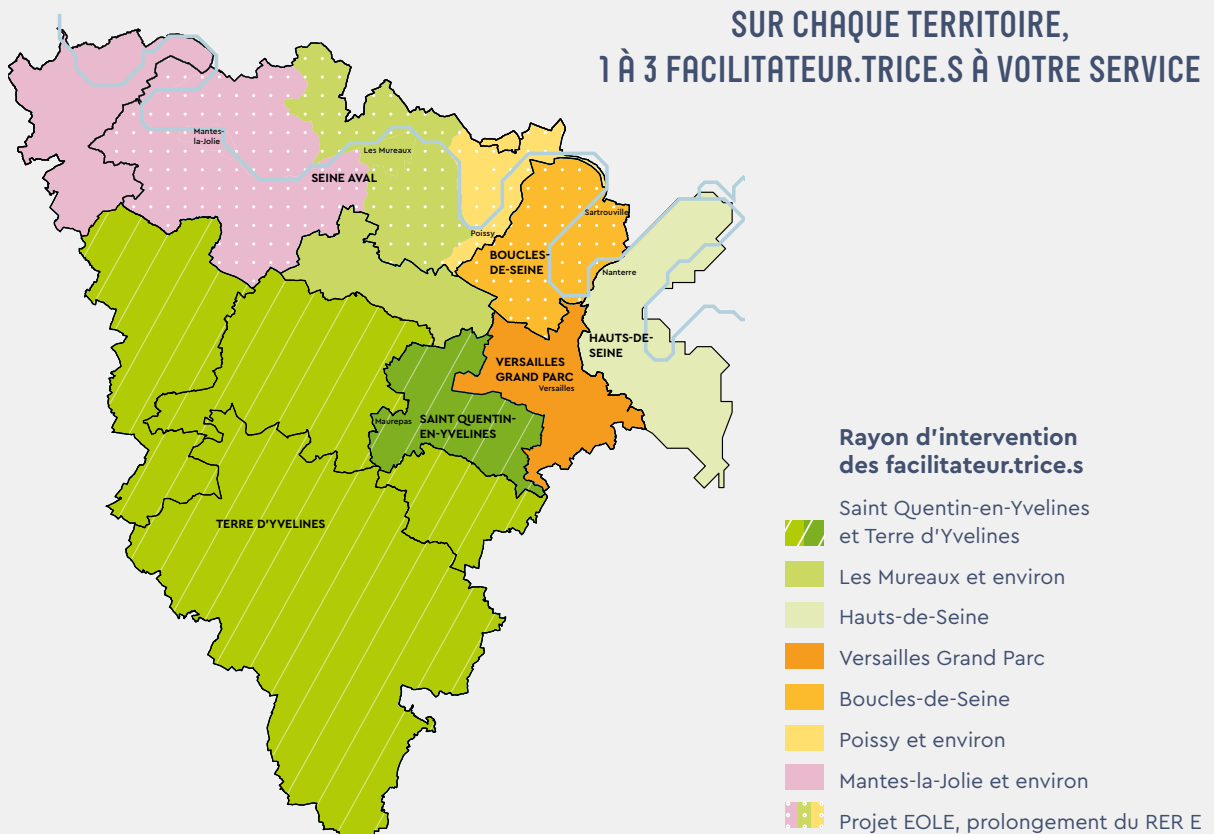 SUR CHAQUE TERRITOIRE,
1 À 3 FACILITATEUR.TRICE.S À VOTRE SERVICE
Mantes-
la-Jolie
Les Mureaux
SEINE AVAL
Sartrouville
Poissy
BOUCLES-
DE-SEINE
Nanterre
HAUTS-DE-
SEINE
VERSAILLES
GRAND PARC
Versailles
Maurepas
SAINT QUENTIN-
EN-YVELINES
TERRE D'YVELINES
Rayon d'intervention
des facilitateur.trice.s
Saint Quentin-en-Yvelines
et Terre d'Yvelines
Les Mureaux et environ
Hauts-de-Seine
Versailles Grand Parc
Boucles-de-Seine
Poissy et environ
Mantes-la-Jolie et environ
Projet EOLE, prolongement du RER E